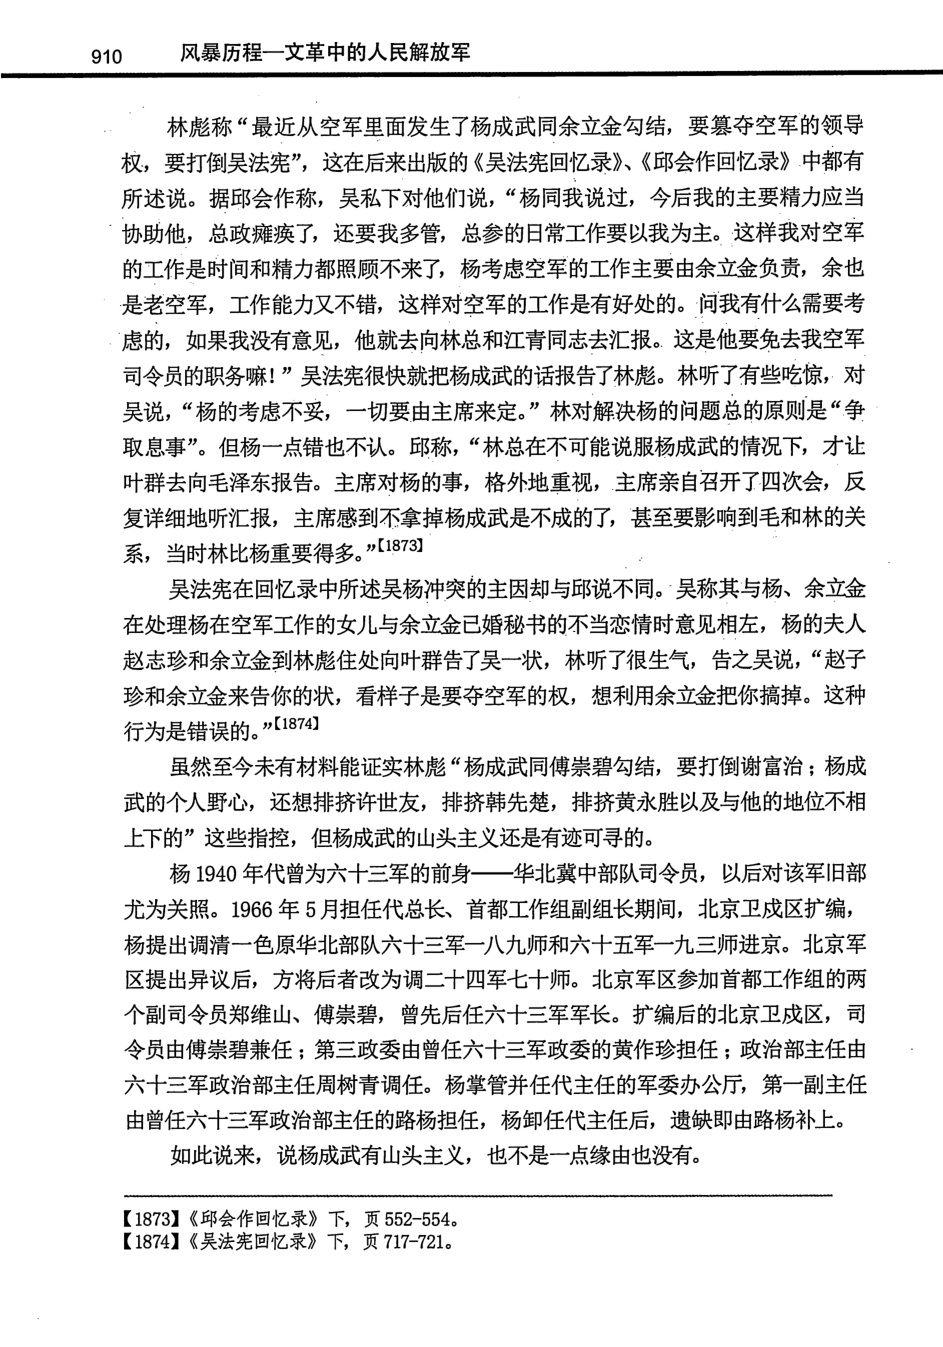 910 风暴历程—文革中的人民解放军
林彪称“最近从空军里面发生了杨成武同余立金勾结，要篡夺空军的领导
权，要打倒吴法宪”，这在后来出版的《吴法宪回忆录》、《邱会作回忆录》中都有
所述说。据邱会作称，吴私下对他们说，“杨同我说过，今后我的主要精力应当
协助他，总政瘫痪了，还要我多管，总参的日常工作要以我为主。这样我对空军
的工作是时间和精力都照顾不来了，杨考虑空军的工作主要由余立金负责，余也
是老空军，工作能力又不错，这样对空军的工作是有好处的。问我有什么需要考
虑的，如果我没有意见，他就去向林总和江青同志去汇报。这是他要免去我空军
司令员的职务嘛！”吴法宪很快就把杨成武的话报告了林彪。林听了有些吃惊，对
吴说，“杨的考虑不妥，一切要由主席来定。”林对解决杨的问题总的原则是“争
取息事”。但杨一点错也不认。邱称，“林总在不可能说服杨成武的情况下，才让
叶群去向毛泽东报告。主席对杨的事，格外地重视，主席亲自召开了四次会，反
复详细地听汇报，主席感到不拿掉杨成武是不成的了，甚至要影响到毛和林的关
系，当时林比杨重要得多。”【1873】
吴法宪在回忆录中所述吴杨冲突的主因却与邱说不同。吴称其与杨、余立金
在处理杨在空军工作的女儿与余立金已婚秘书的不当恋情时意见相左，杨的夫人
赵志珍和余立金到林彪住处向叶群告了吴一状，林听了很生气，告之吴说，“赵子
珍和余立金来告你的状，看样子是要夺空军的权，想利用余立金把你搞掉。这种
行为是错误的。”【1874】
虽然至今未有材料能证实林彪“杨成武同傅崇碧勾结，要打倒谢富治；杨成
武的个人野心，还想排挤许世友，排挤韩先楚，排挤黄永胜以及与他的地位不相
上下的”这些指控，但杨成武的山头主义还是有迹可寻的。
杨 1940 年代曾为六十三军的前身——华北冀中部队司令员，以后对该军旧部
尤为关照。1966 年 5 月担任代总长、首都工作组副组长期间，北京卫戍区扩编，
杨提出调清一色原华北部队六十三军一八九师和六十五军一九三师进京。北京军
区提出异议后，方将后者改为调二十四军七十师。北京军区参加首都工作组的两
个副司令员郑维山、傅崇碧，曾先后任六十三军军长。扩编后的北京卫戍区，司
令员由傅崇碧兼任；第三政委由曾任六十三军政委的黄作珍担任；政治部主任由
六十三军政治部主任周树青调任。杨掌管并任代主任的军委办公厅，第一副主任
由曾任六十三军政治部主任的路杨担任，杨卸任代主任后，遗缺即由路杨补上。
如此说来，说杨成武有山头主义，也不是一点缘由也没有。
【1873】《邱会作回忆录》下，页 552-554。
【1874】《吴法宪回忆录》下，页 717-721。